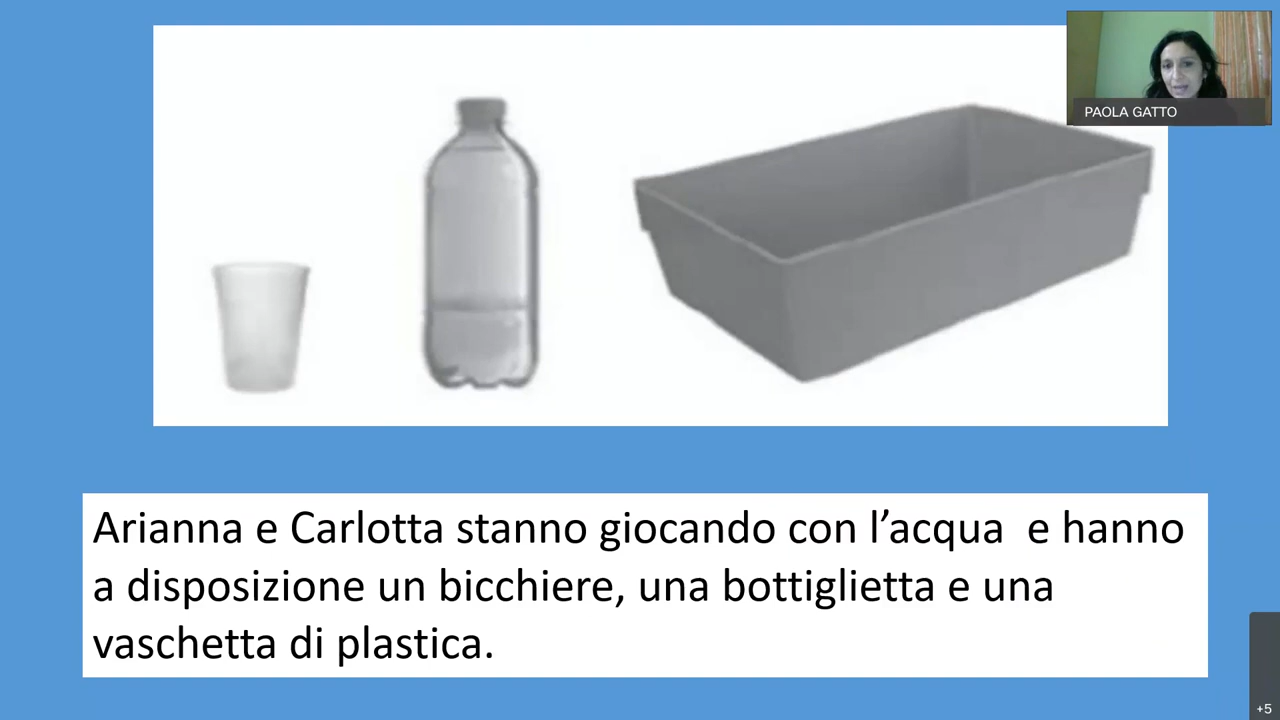 PAOLA GATTO
Arianna e Carlotta stanno giocando con l’acqua  e hanno
a disposizione un bicchiere, una bottiglietta e una
vaschetta di plastica.
+5